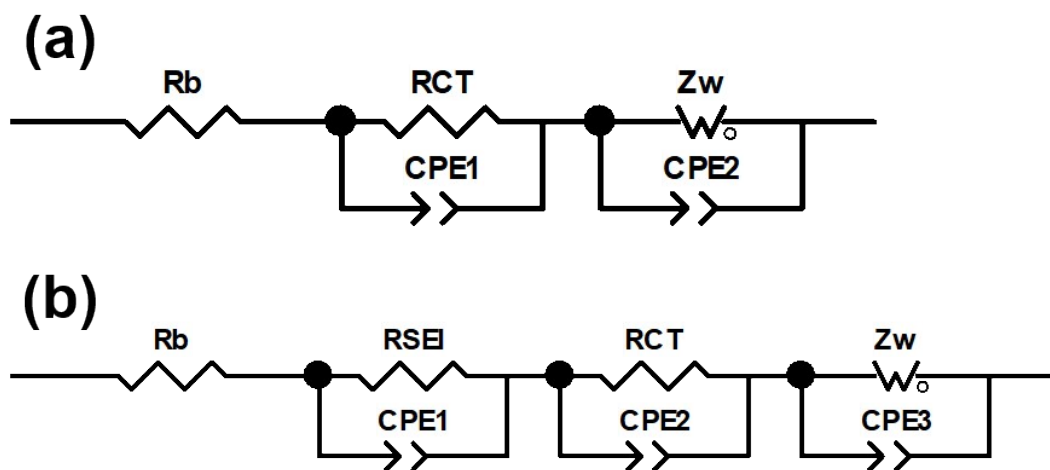 (a)
Rb RCT Zw
CPE1 CPE2
(b)
Rb RSEI RCT Zw
CPE1 CPE2 CPE3